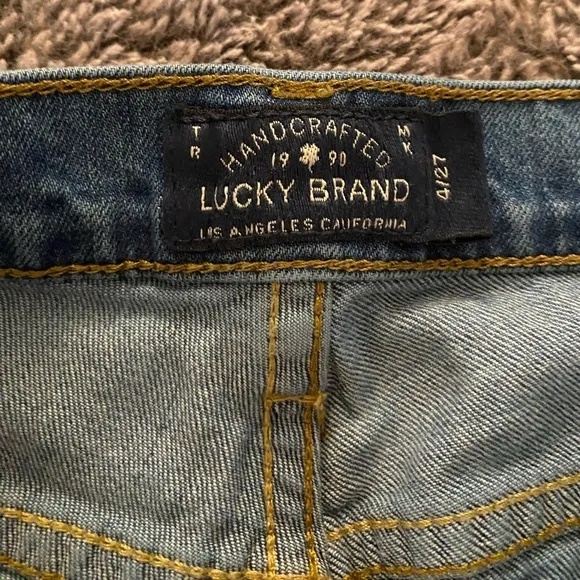 TR MK
HANDCRAFTED
19 90
LUCKY BRAND
LOS ANGELES CALIFORNIA
4/27